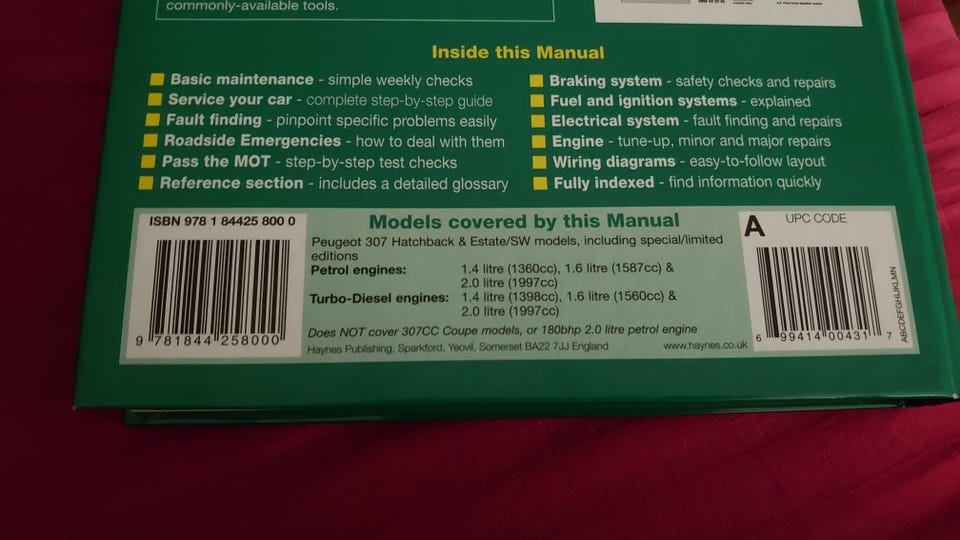 commonly-available tools.
Inside this Manual
Basic maintenance - simple weekly checks
Service your car - complete step-by-step guide
Fault finding - pinpoint specific problems easily
Roadside Emergencies - how to deal with them
Pass the MOT - step-by-step test checks
Reference section - includes a detailed glossary
Braking system - safety checks and repairs
Fuel and ignition systems - explained
Electrical system - fault finding and repairs
Engine - tune-up, minor and major repairs
Wiring diagrams - easy-to-follow layout
Fully indexed - find information quickly
ISBN 978 1 84425 800 0
9 781844 258000
Models covered by this Manual
Peugeot 307 Hatchback & Estate/SW models, including special/limited
editions
Petrol engines: 1.4 litre (1360cc), 1.6 litre (1587cc) &
2.0 litre (1997cc)
Turbo-Diesel engines: 1.4 litre (1398cc), 1.6 litre (1560cc) &
2.0 litre (1997cc)
Does NOT cover 307CC Coupe models, or 180bhp 2.0 litre petrol engine
Haynes Publishing, Sparkford, Yeovil, Somerset BA22 7JJ England www.haynes.co.uk
A UPC CODE
6 99414 00431 7
ABCDEFGHIJKLMN